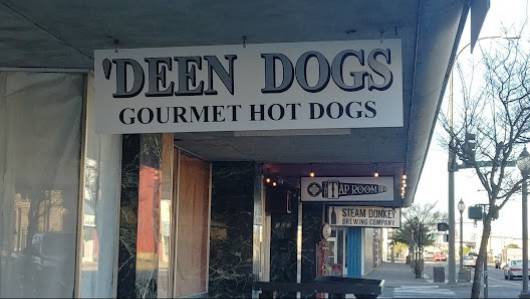 'DEEN DOGS
GOURMET HOT DOGS
TAP ROOM
STEAM DONKEY
BREWING COMPANY